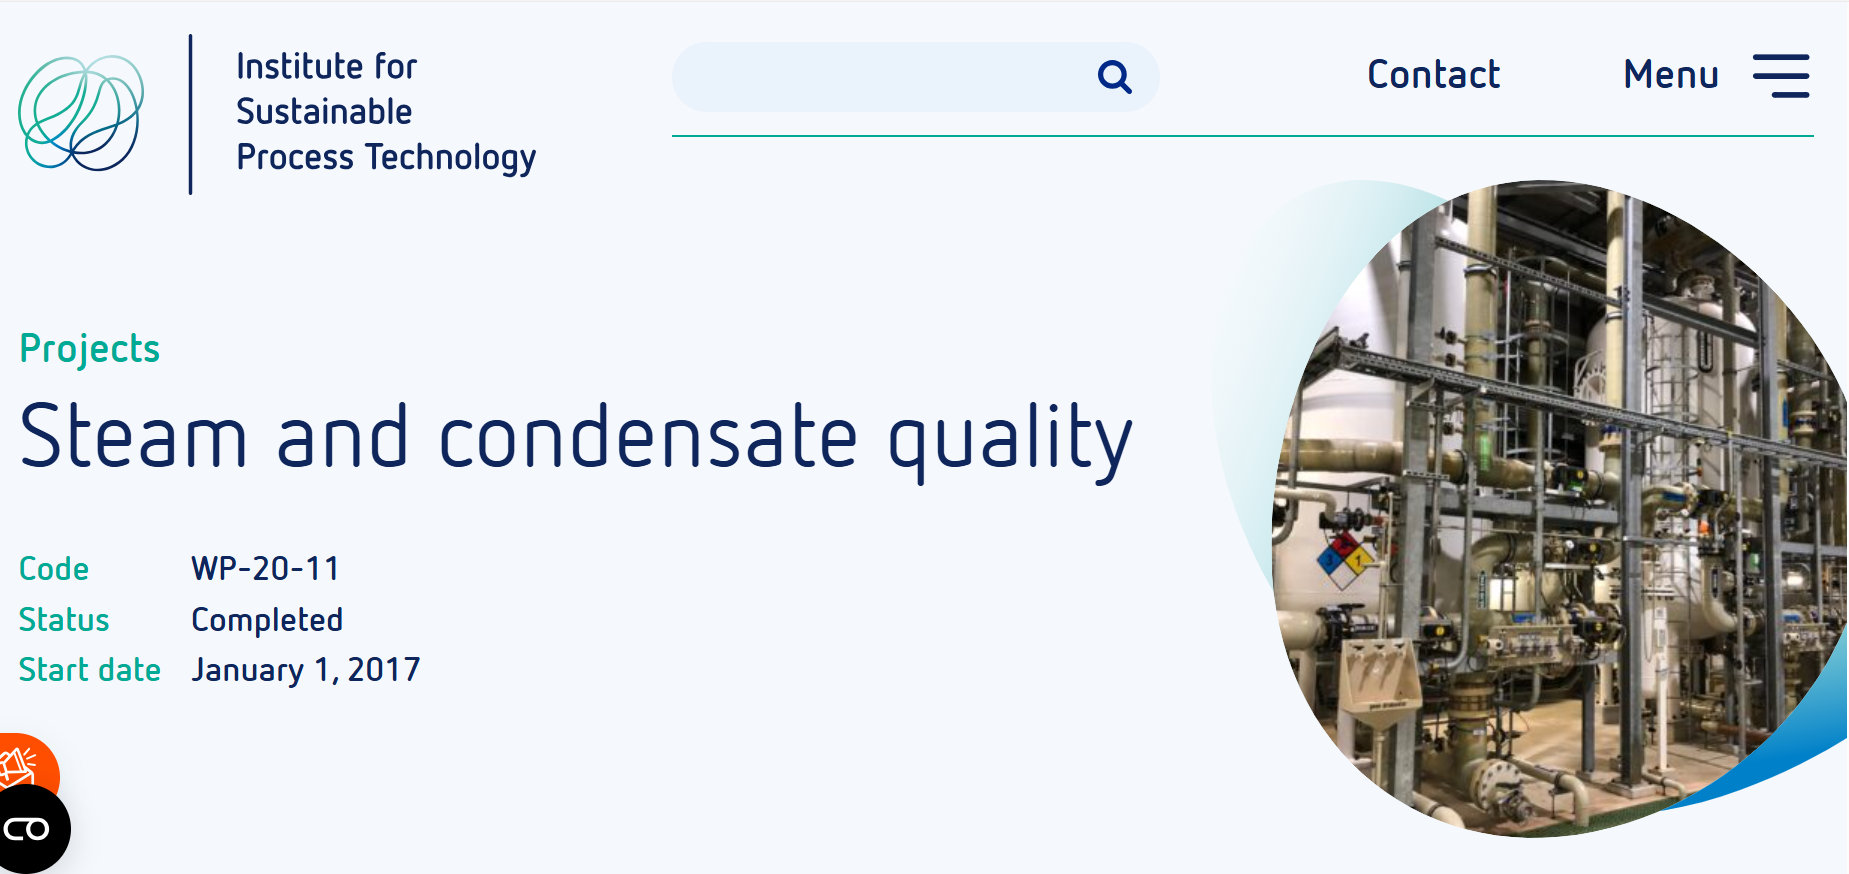 Institute for
Sustainable
Process Technology
Contact
Menu
Projects
Steam and condensate quality
Code WP-20-11
Status Completed
Start date January 1, 2017